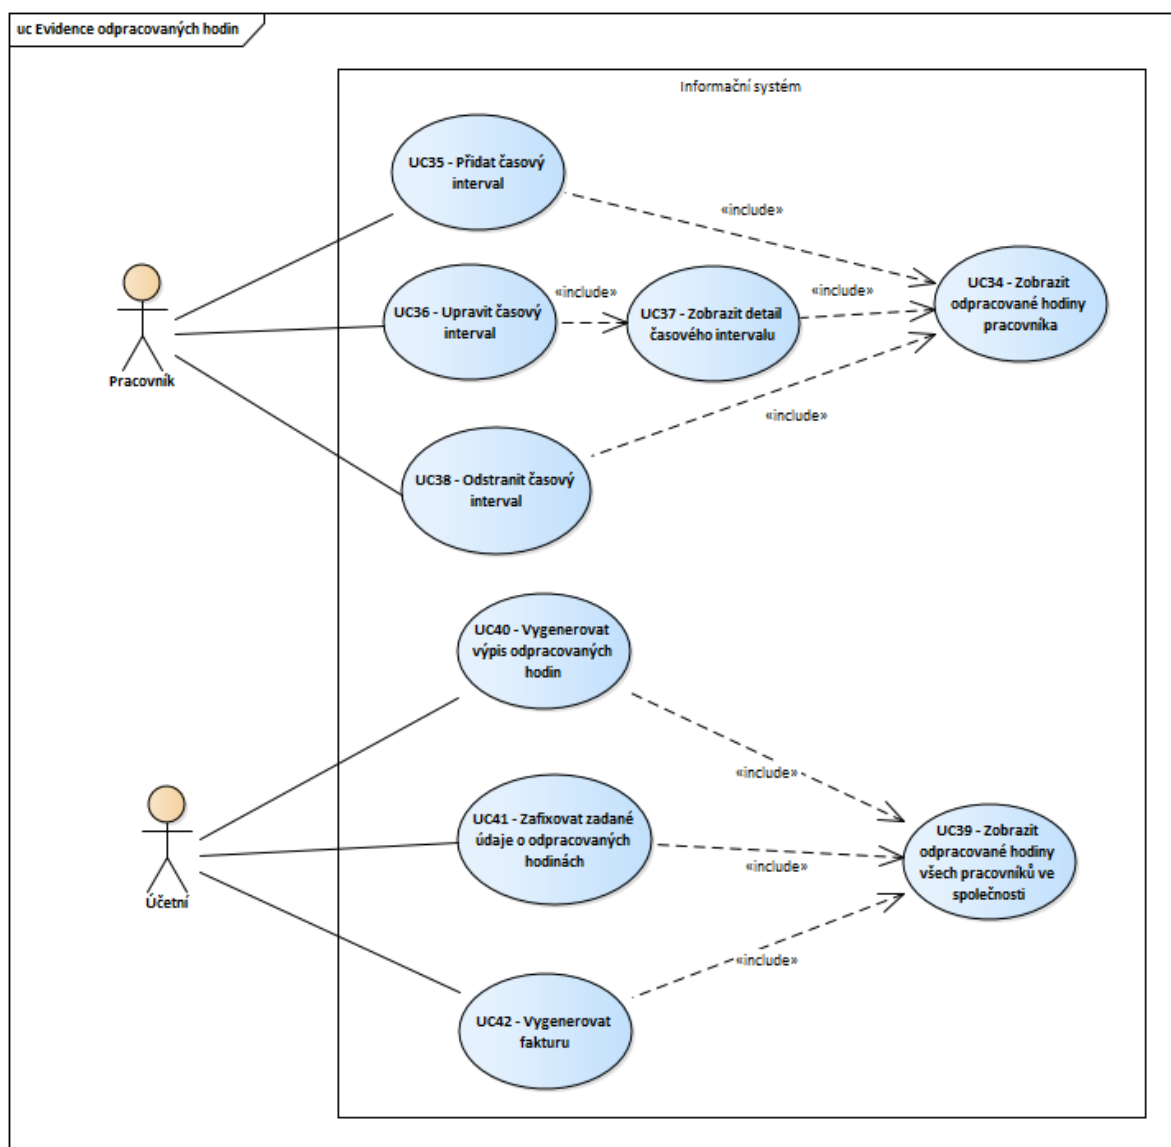 uc Evidence odpracovaných hodin
Informační systém
UC35 - Přidat časový
interval
«include»
UC36 - Upravit časový
interval
«include»
UC37 - Zobrazit detail
časového intervalu
«include»
UC34 - Zobrazit
odpracované hodiny
pracovníka
Pracovník
«include»
UC38 - Odstranit časový
interval
UC40 - Vygenerovat
výpis odpracovaných
hodin
«include»
UC41 - Zafixovat zadané
údaje o odpracovaných
hodinách
«include»
UC39 - Zobrazit
odpracované hodiny
všech pracovníků ve
společnosti
Účetní
«include»
UC42 - Vygenerovat
fakturu